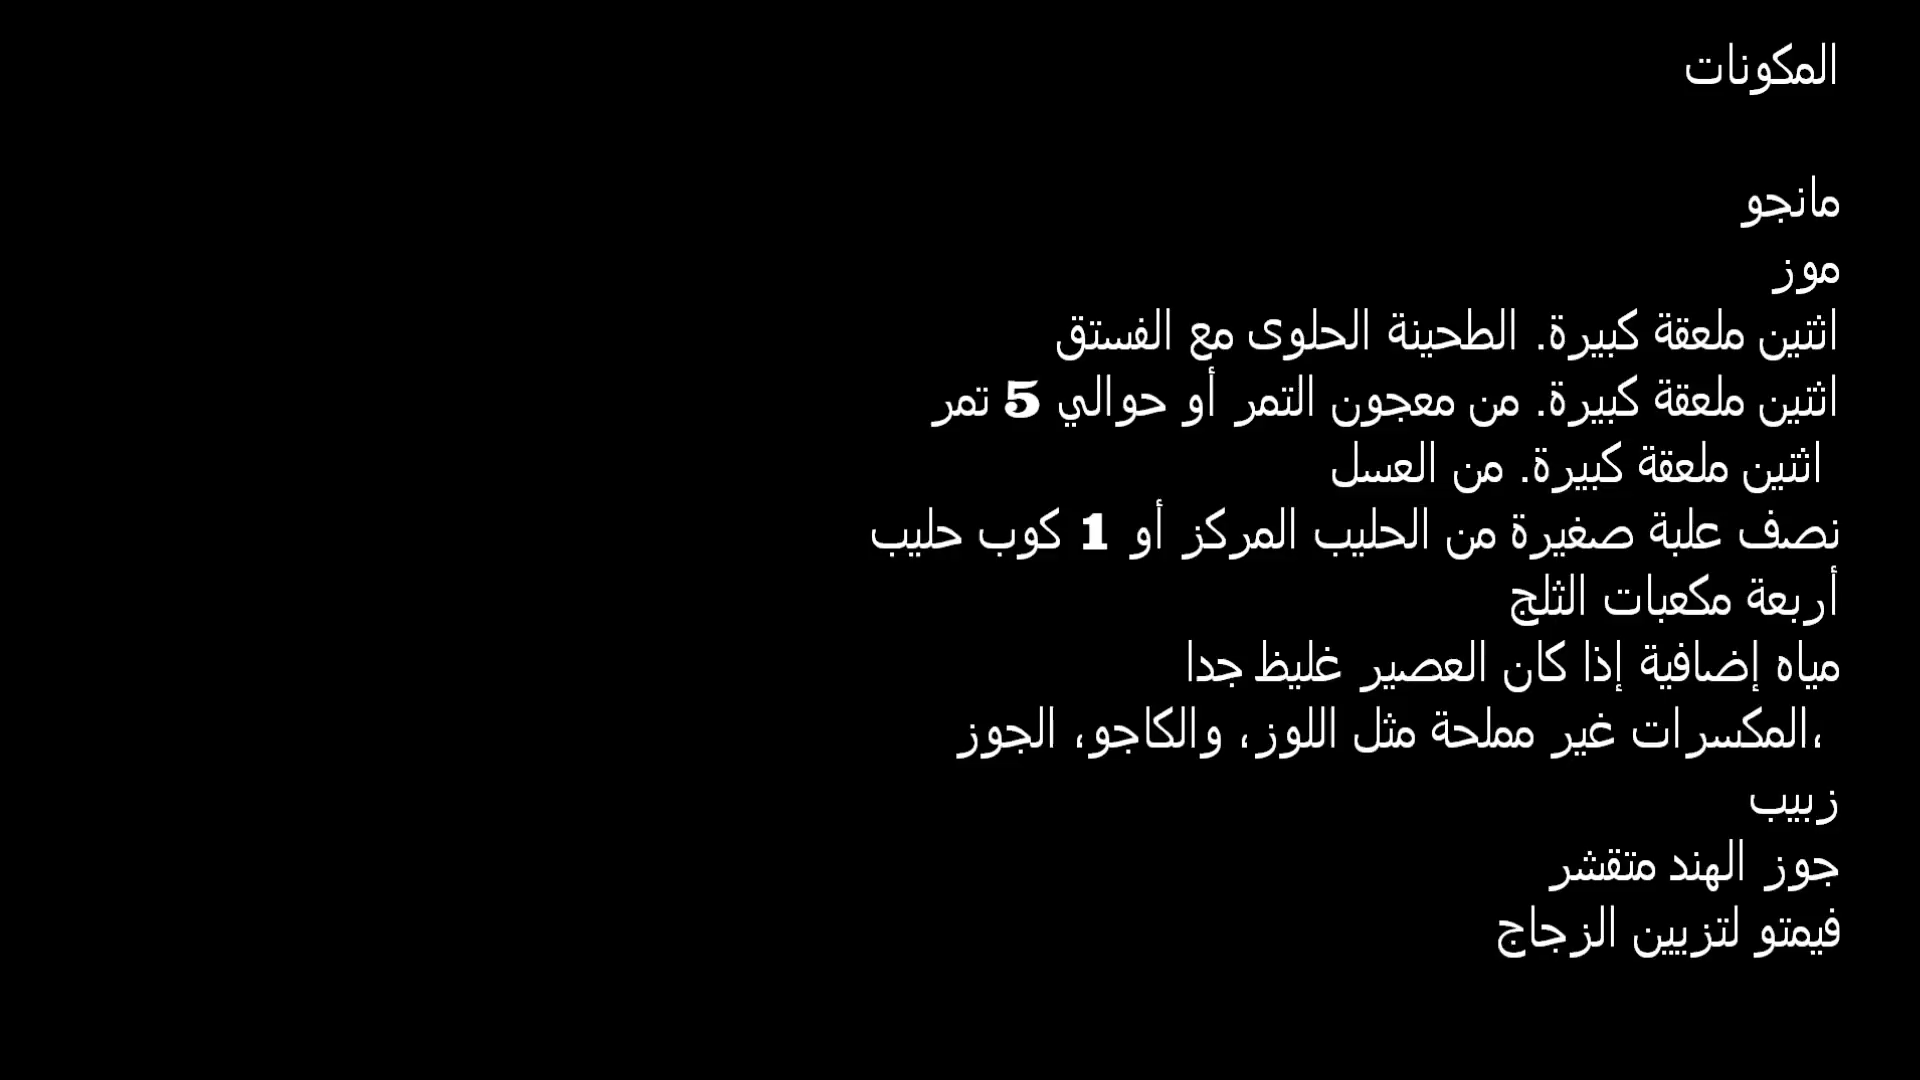 المكونات
مانجو
موز
اثنين ملعقة كبيرة. الطحينة الحلوى مع الفستق
اثنين ملعقة كبيرة. من معجون التمر أو حوالي 5 تمر
اثنين ملعقة كبيرة. من العسل
نصف علبة صغيرة من الحليب المركز أو 1 كوب حليب
أربعة مكعبات الثلج
مياه إضافية إذا كان العصير غليظ جدا
،المكسرات غير مملحة مثل اللوز، والكاجو، الجوز
زبيب
جوز الهند متقشر
فيمتو لتزيين الزجاج